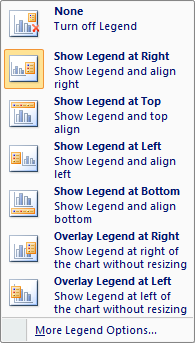 None
Turn off Legend
Show Legend at Right
Show Legend and align
right
Show Legend at Top
Show Legend and top
align
Show Legend at Left
Show Legend and align
left
Show Legend at Bottom
Show Legend and align
bottom
Overlay Legend at Right
Show Legend at right of
the chart without resizing
Overlay Legend at Left
Show Legend at left of
the chart without resizing
More Legend Options...